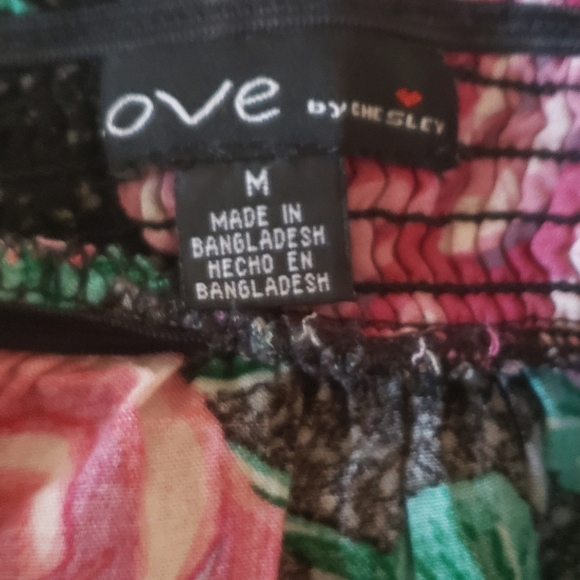 ove by CHESLEY
M
MADE IN
BANGLADESH
HECHO EN
BANGLADESH